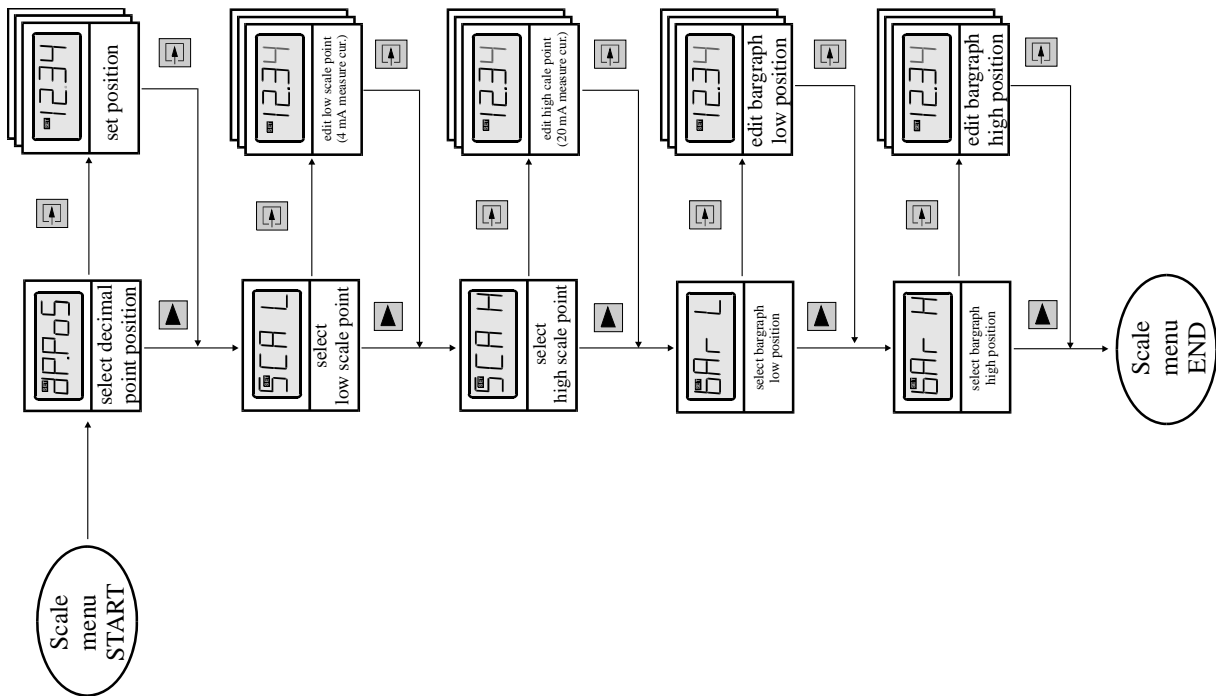 Scale
menu
START
dP.PoS
select decimal
point position
12.34
set position
SCA L
select
low scale point
12.34
edit low scale point
(4 mA measure cur.)
SCA H
select
high scale point
12.34
edit high cale point
(20 mA measure cur.)
bAr L
select bargraph
low position
12.34
edit bargraph
low position
bAr H
select bargraph
high position
12.34
edit bargraph
high position
Scale
menu
END